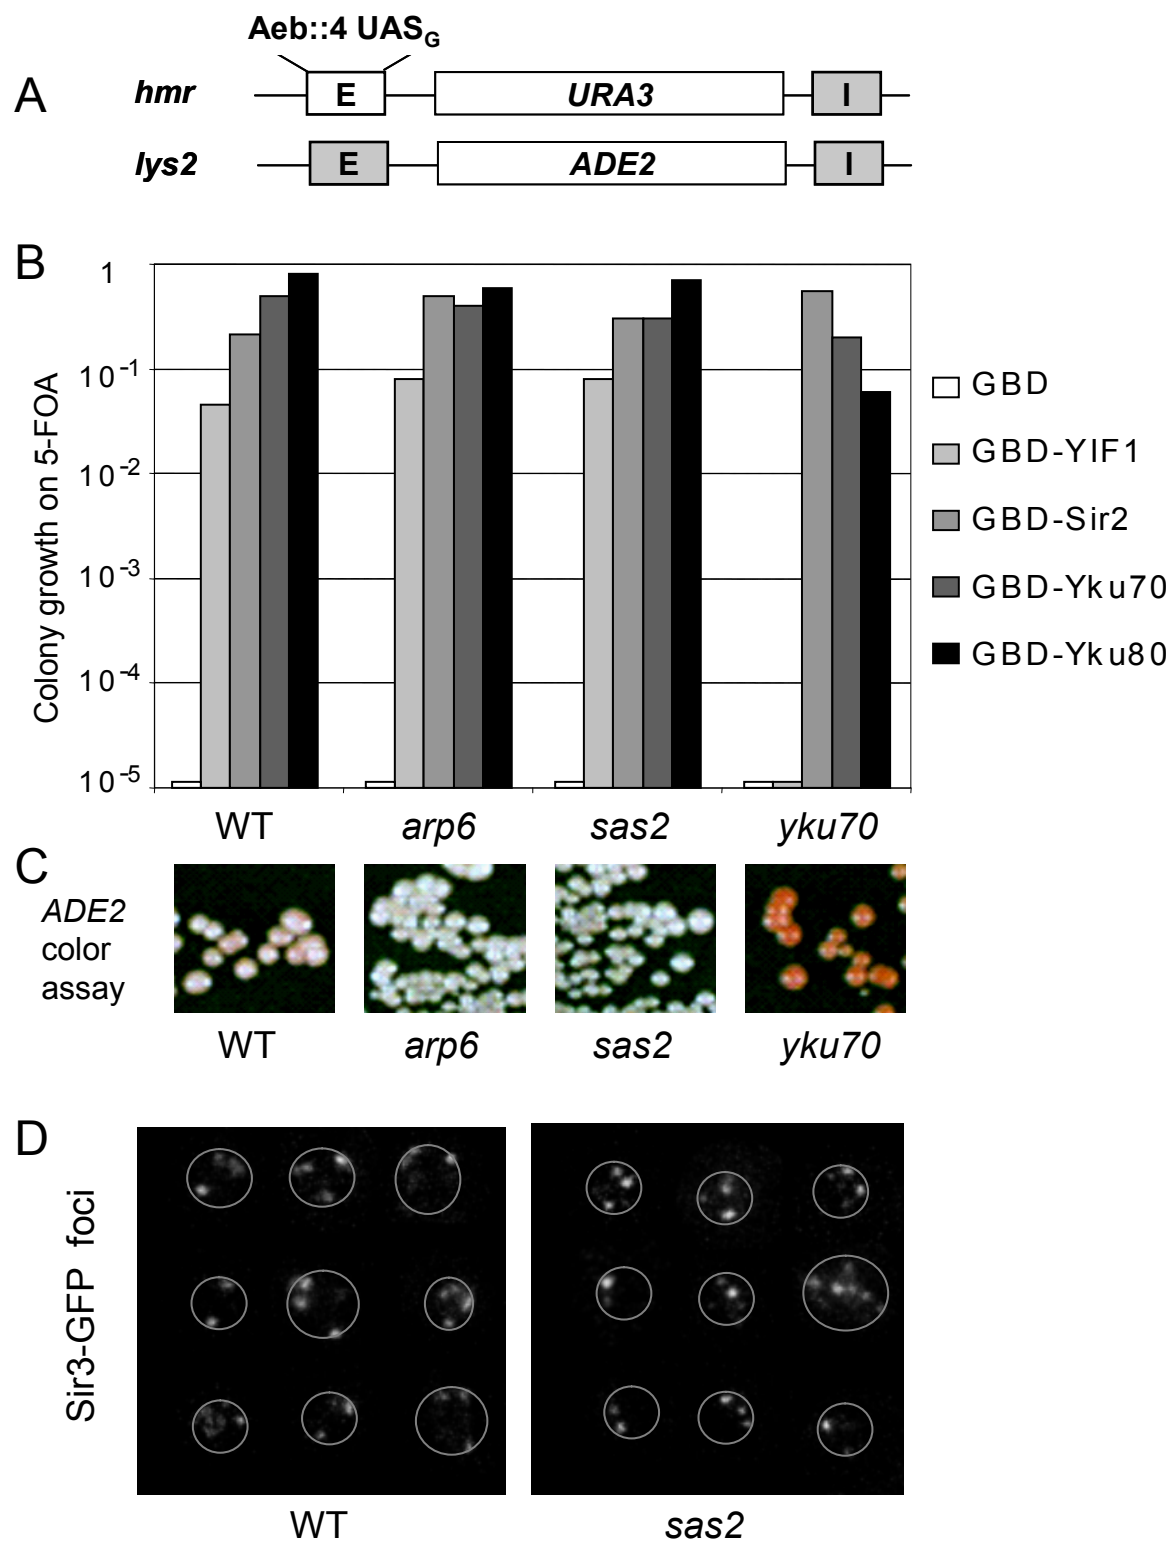 Aeb::4 UASG
A
hmr
E
URA3
I
lys2
E
ADE2
I
B
Colony growth on 5-FOA
1
10-1
10-2
10-3
10-4
10-5
WT
arp6
sas2
yku70
GBD
GBD-YIF1
GBD-Sir2
GBD-Yku70
GBD-Yku80
C
ADE2
color
assay
WT
arp6
sas2
yku70
D
Sir3-GFP foci
WT
sas2